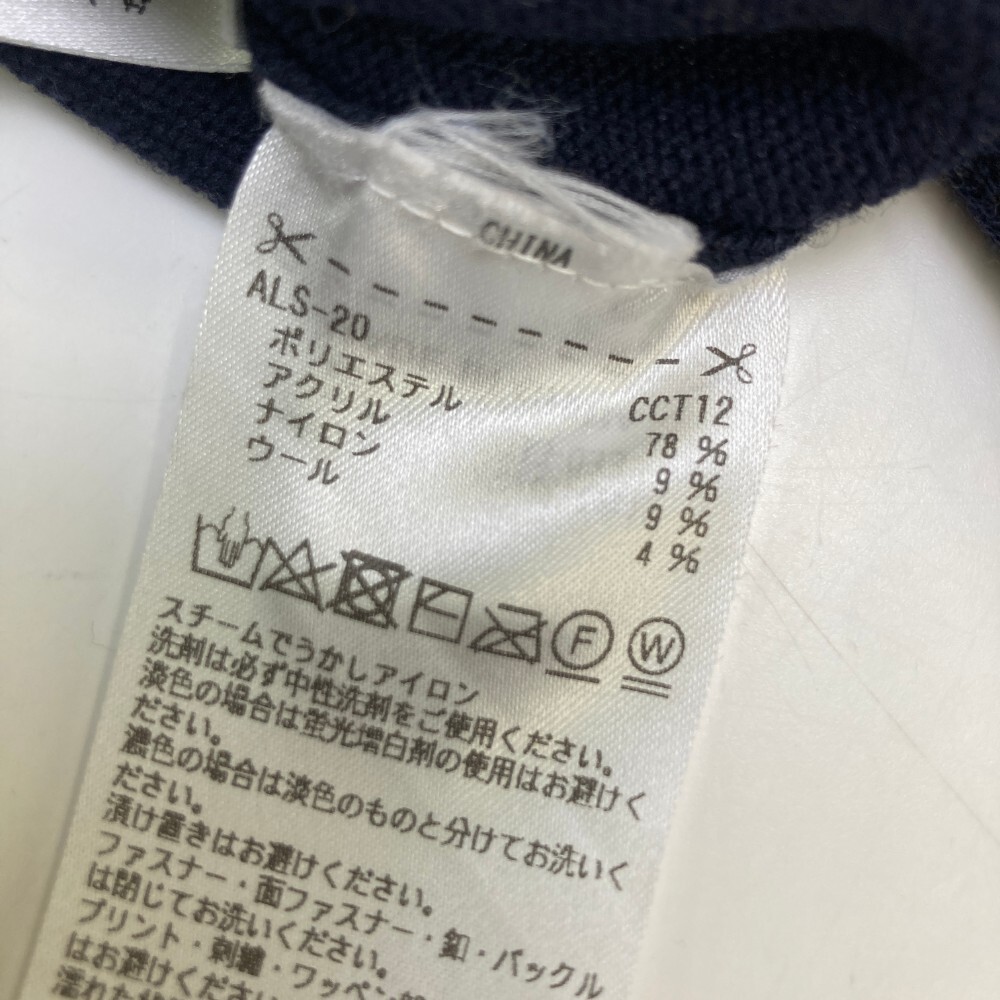 CHINA
ALS-20 CCT12
ポリエステル 78 %
アクリル 9 %
ナイロン 9 %
ウール 4 %
F W
スチームでうかしアイロン
洗剤は必ず中性洗剤をご使用ください。
淡色の場合は蛍光増白剤の使用はお避けく
ださい。
濃色の場合は淡色のものと分けてお洗いく
ださい。
漬け置きはお避けください。
ファスナー・面ファスナー・釦・バックル
は閉じてお洗いください。
プリント・刺繍・ワッペン
はお避けください
濡れた